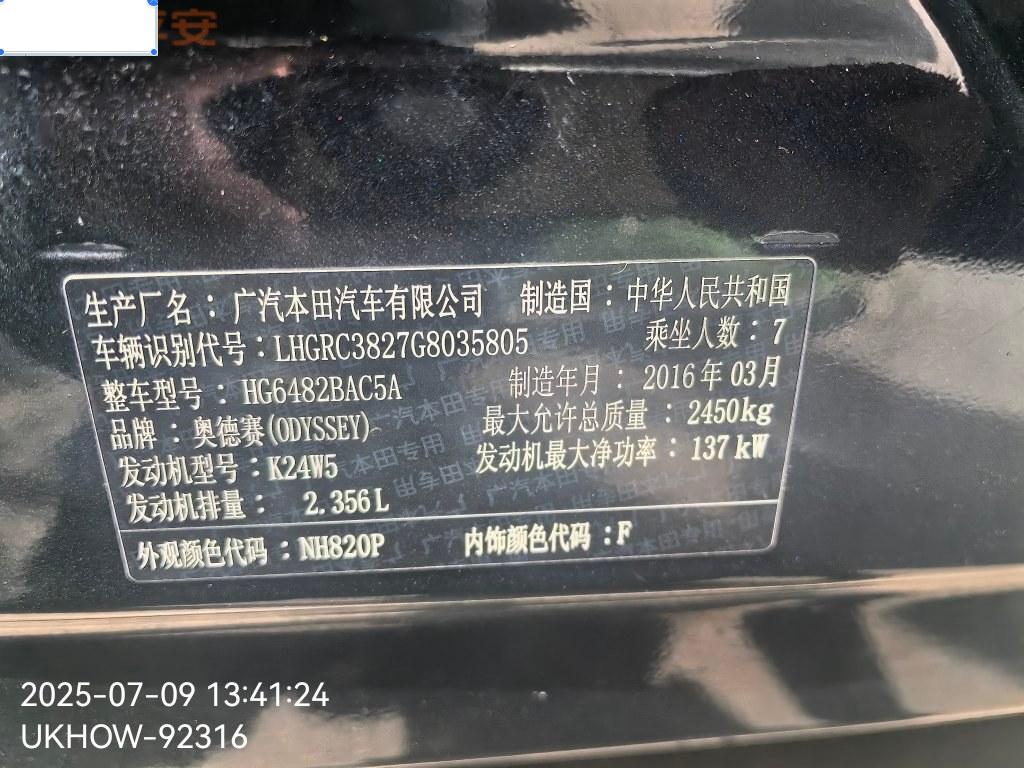 平安
生产厂名：广汽本田汽车有限公司 制造国：中华人民共和国
车辆识别代号：LHGRC3827G8035805 乘坐人数：7
整车型号：HG6482BAC5A 制造年月：2016年03月
品牌：奥德赛(ODYSSEY) 最大允许总质量：2450kg
发动机型号：K24W5 发动机最大净功率：137kW
发动机排量：2.356L
外观颜色代码：NH820P 内饰颜色代码：F
2025-07-09 13:41:24
UKHOW-92316